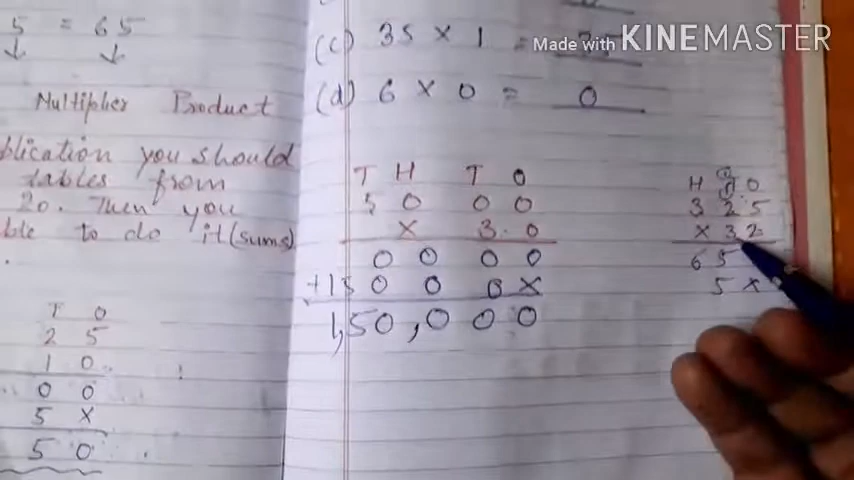 5 = 65
↓ ↓
Multiplier Product
blication you should
tables from
20. Then you
ble to do it (sums)
.
T O
2 5
1 0
0 0
5 X
5 0
(c) 35 X 1 =
(d) 6 X 0 = 0
T H T O
5 0 0 0
X 3 0
0 0 0 0
+15 0 0 0 X
1,50,000
H T O
3 2 5
X 3 2
6 5
5 X
Made with KINEMASTER